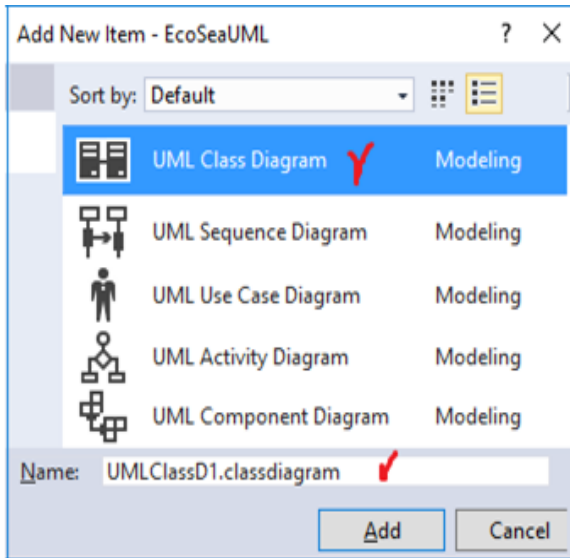 Add New Item - EcoSeaUML ? ×
Sort by: Default
UML Class Diagram Modeling
UML Sequence Diagram Modeling
UML Use Case Diagram Modeling
UML Activity Diagram Modeling
UML Component Diagram Modeling
Name: UMLClassD1.classdiagram
Add Cancel